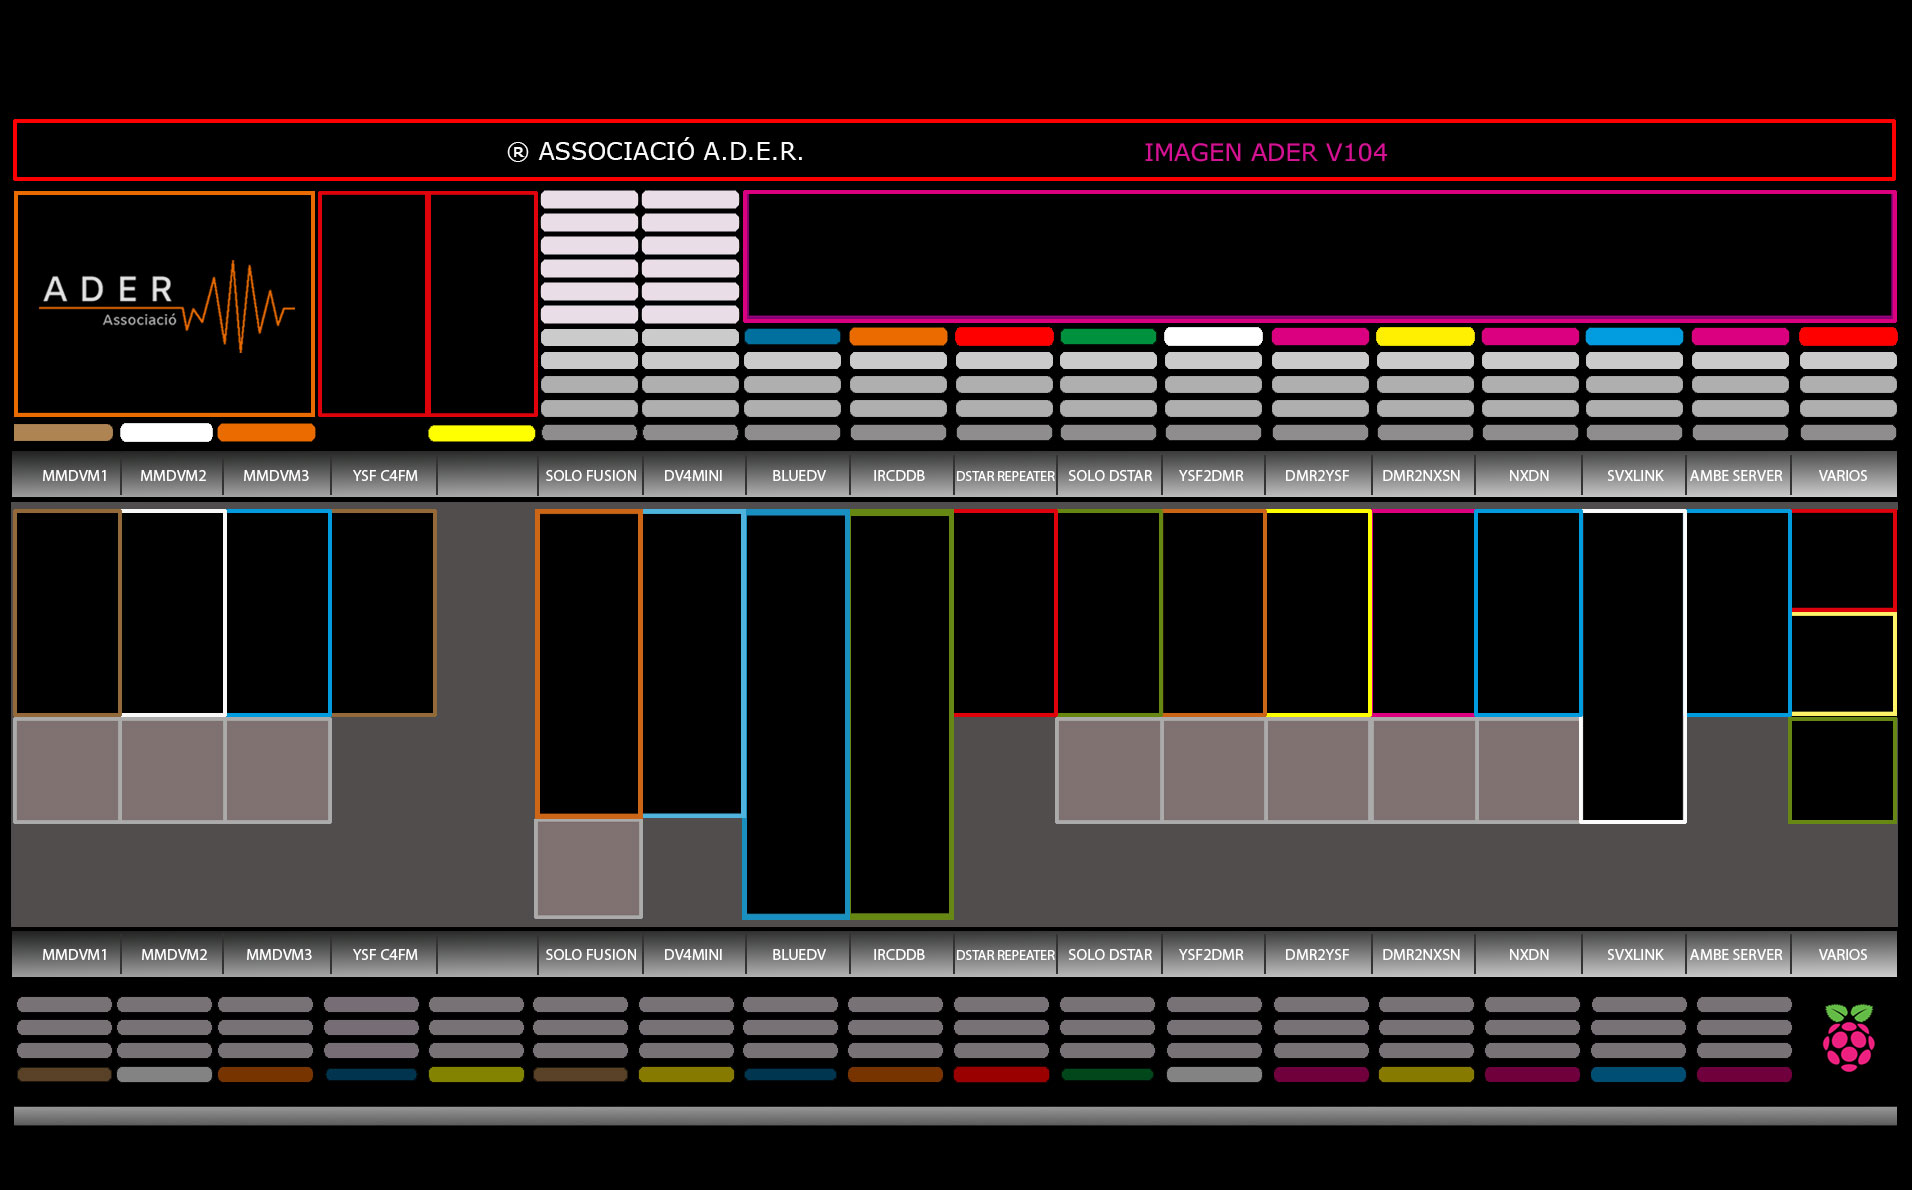 ® ASSOCIACIÓ A.D.E.R. IMAGEN ADER V104
ADER
Associació
MMDVM1 MMDVM2 MMDVM3 YSF C4FM SOLO FUSION DV4MINI BLUEDV IRCDDB DSTAR REPEATER SOLO DSTAR YSF2DMR DMR2YSF DMR2NXSN NXDN SVXLINK AMBE SERVER VARIOS
MMDVM1 MMDVM2 MMDVM3 YSF C4FM SOLO FUSION DV4MINI BLUEDV IRCDDB DSTAR REPEATER SOLO DSTAR YSF2DMR DMR2YSF DMR2NXSN NXDN SVXLINK AMBE SERVER VARIOS